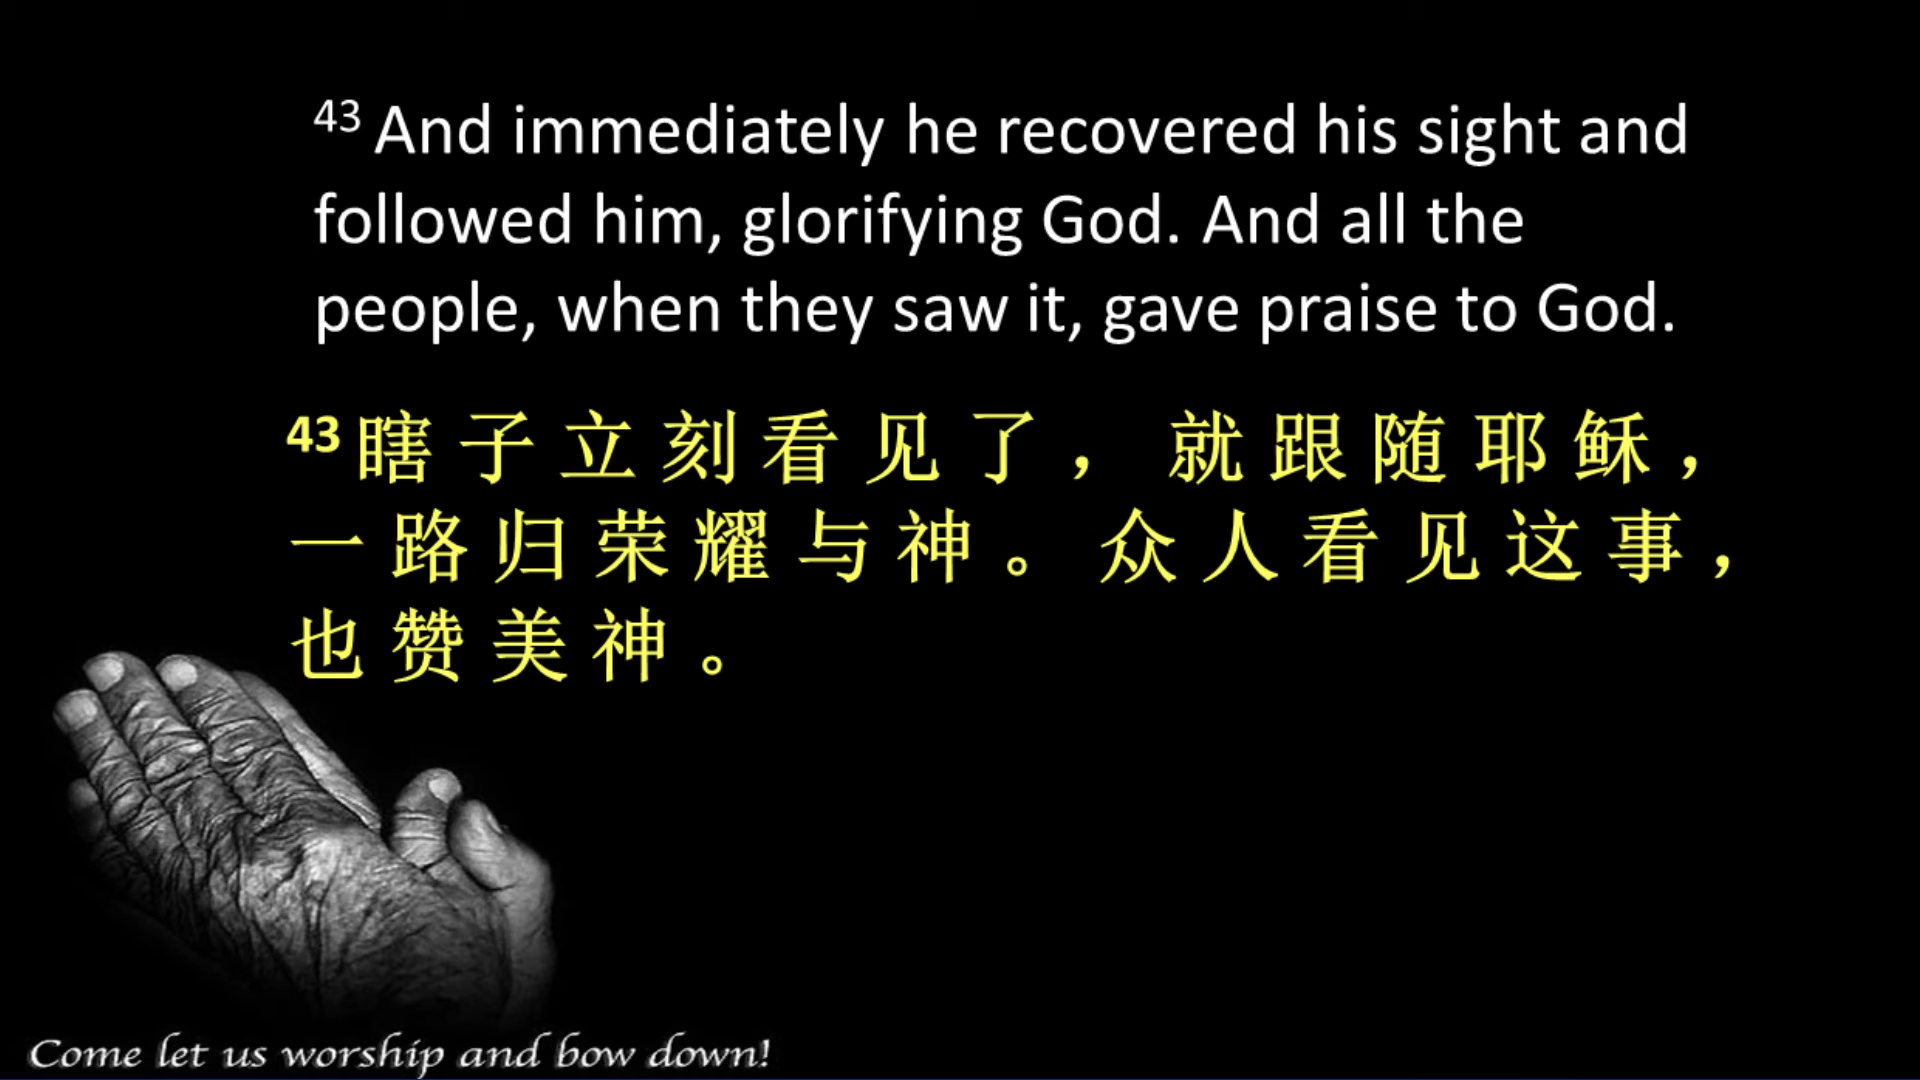 43 And immediately he recovered his sight and
followed him, glorifying God. And all the
people, when they saw it, gave praise to God.
43 瞎子立刻看见了，就跟随耶稣，
一路归荣耀与神。众人看见这事，
也赞美神。
Come let us worship and bow down!